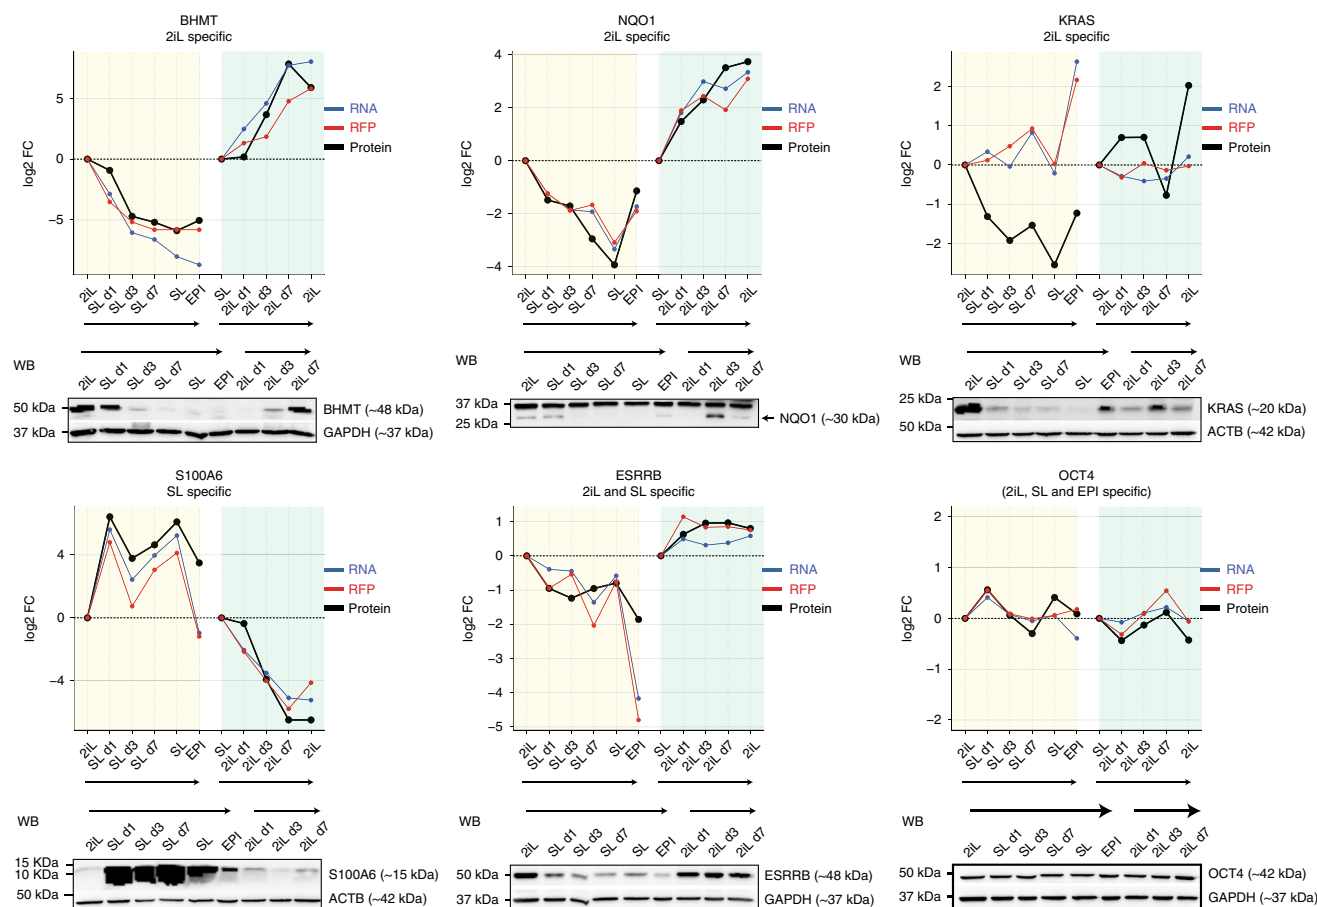 BHMT
2iL specific
5
0
−5
log2 FC
RNA
RFP
Protein
2iL
SL d1
SL d3
SL d7
SL
EPI
SL
2iL d1
2iL d3
2iL d7
2iL
WB
2iL
SL d1
SL d3
SL d7
SL
EPI
2iL d1
2iL d3
2iL d7
50 kDa
BHMT (~48 kDa)
37 kDa
GAPDH (~37 kDa)
NQO1
2iL specific
4
2
0
−2
−4
log2 FC
RNA
RFP
Protein
2iL
SL d1
SL d3
SL d7
SL
EPI
SL
2iL d1
2iL d3
2iL d7
2iL
WB
2iL
SL d1
SL d3
SL d7
SL
EPI
2iL d1
2iL d3
2iL d7
37 kDa
25 kDa
NQO1 (~30 kDa)
KRAS
2iL specific
2
1
0
−1
−2
log2 FC
RNA
RFP
Protein
2iL
SL d1
SL d3
SL d7
SL
EPI
SL
2iL d1
2iL d3
2iL d7
2iL
WB
2iL
SL d1
SL d3
SL d7
SL
EPI
2iL d1
2iL d3
2iL d7
25 kDa
KRAS (~20 kDa)
50 kDa
ACTB (~42 kDa)
S100A6
SL specific
4
0
−4
log2 FC
RNA
RFP
Protein
2iL
SL d1
SL d3
SL d7
SL
EPI
SL
2iL d1
2iL d3
2iL d7
2iL
WB
2iL
SL d1
SL d3
SL d7
SL
EPI
2iL d1
2iL d3
2iL d7
15 KDa
10 KDa
S100A6 (~15 kDa)
50 kDa
ACTB (~42 kDa)
ESRRB
2iL and SL specific
1
0
−1
−2
−3
−4
−5
log2 FC
RNA
RFP
Protein
2iL
SL d1
SL d3
SL d7
SL
EPI
SL
2iL d1
2iL d3
2iL d7
2iL
WB
2iL
SL d1
SL d3
SL d7
SL
EPI
2iL d1
2iL d3
2iL d7
50 kDa
ESRRB (~48 kDa)
37 kDa
GAPDH (~37 kDa)
OCT4
(2iL, SL and EPI specific)
2
1
0
−1
−2
log2 FC
RNA
RFP
Protein
2iL
SL d1
SL d3
SL d7
SL
EPI
SL
2iL d1
2iL d3
2iL d7
2iL
WB
2iL
SL d1
SL d3
SL d7
SL
EPI
2iL d1
2iL d3
2iL d7
50 kDa
OCT4 (~42 kDa)
37 kDa
GAPDH (~37 kDa)